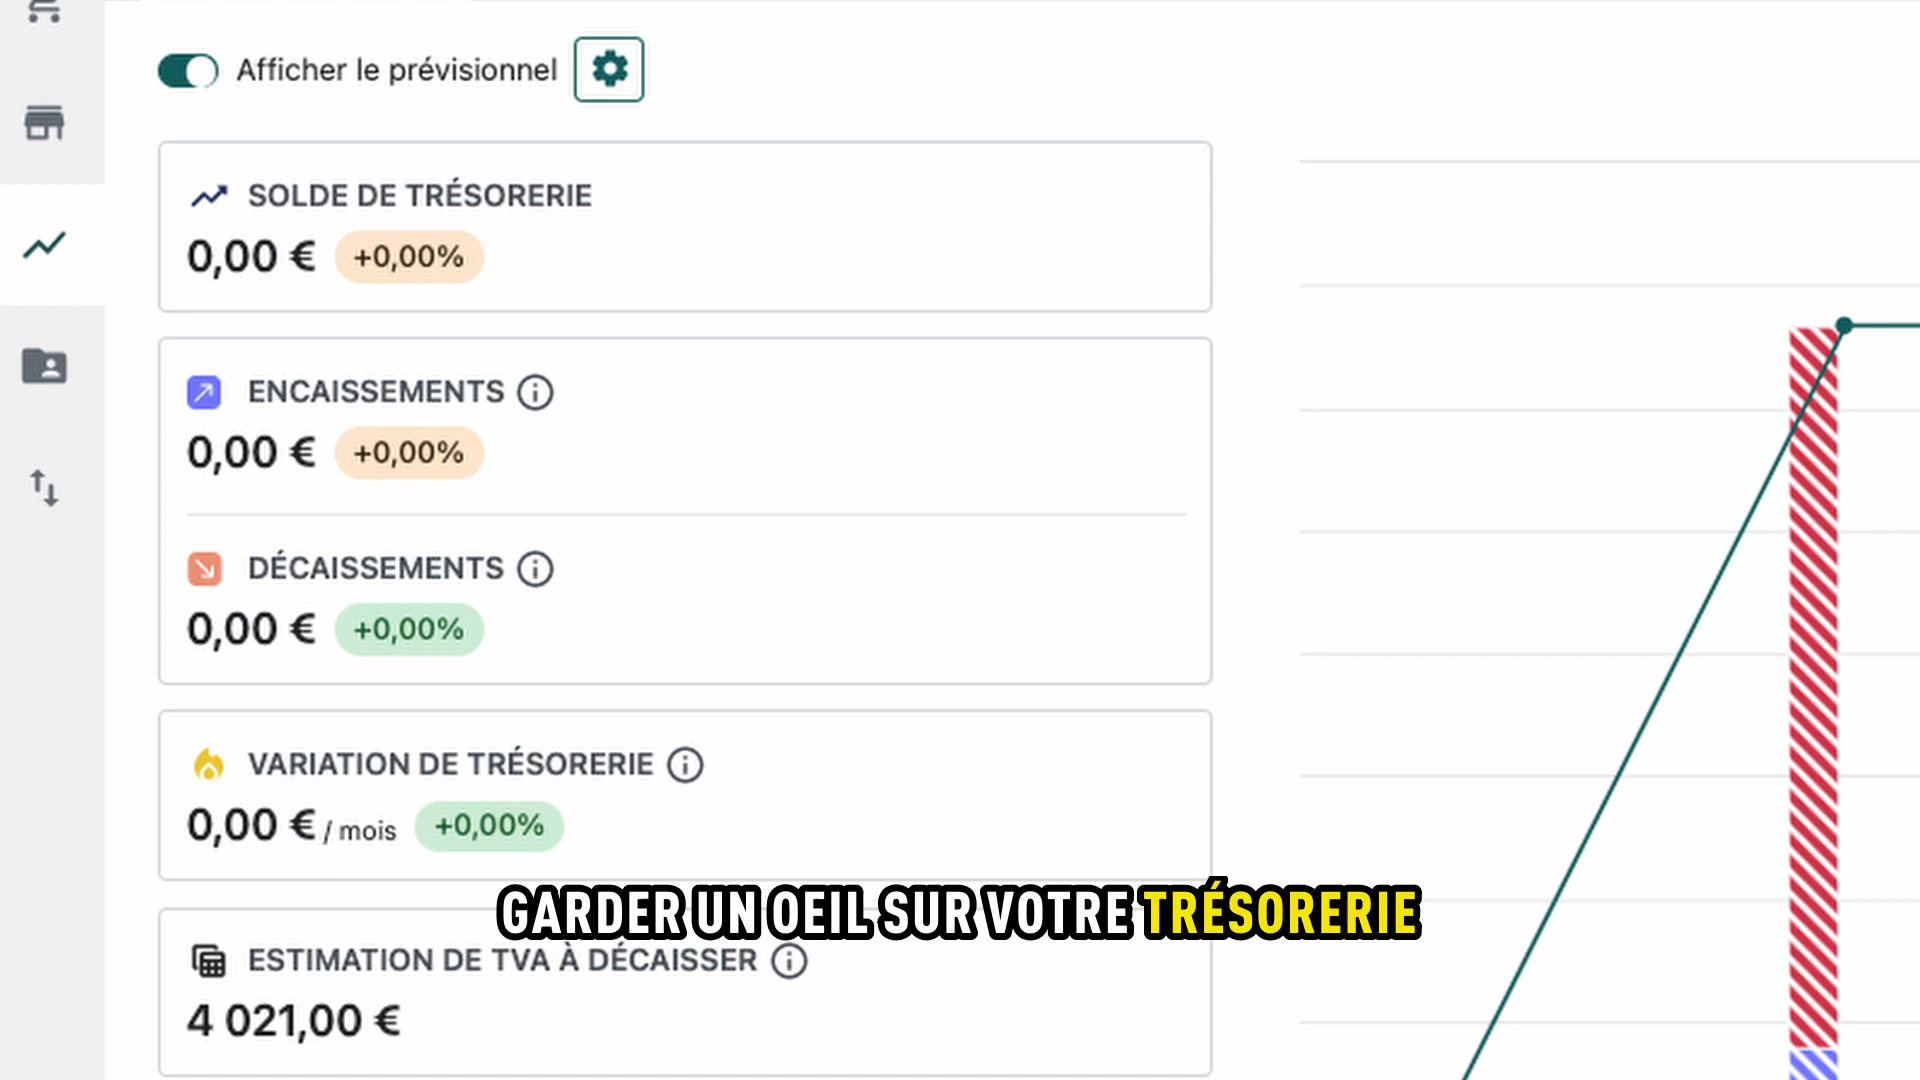 Afficher le prévisionnel
SOLDE DE TRÉSORERIE
0,00 € +0,00%
ENCAISSEMENTS
0,00 € +0,00%
DÉCAISSEMENTS
0,00 € +0,00%
VARIATION DE TRÉSORERIE
0,00 € / mois +0,00%
GARDER UN OEIL SUR VOTRE TRÉSORERIE
ESTIMATION DE TVA À DÉCAISSER
4 021,00 €